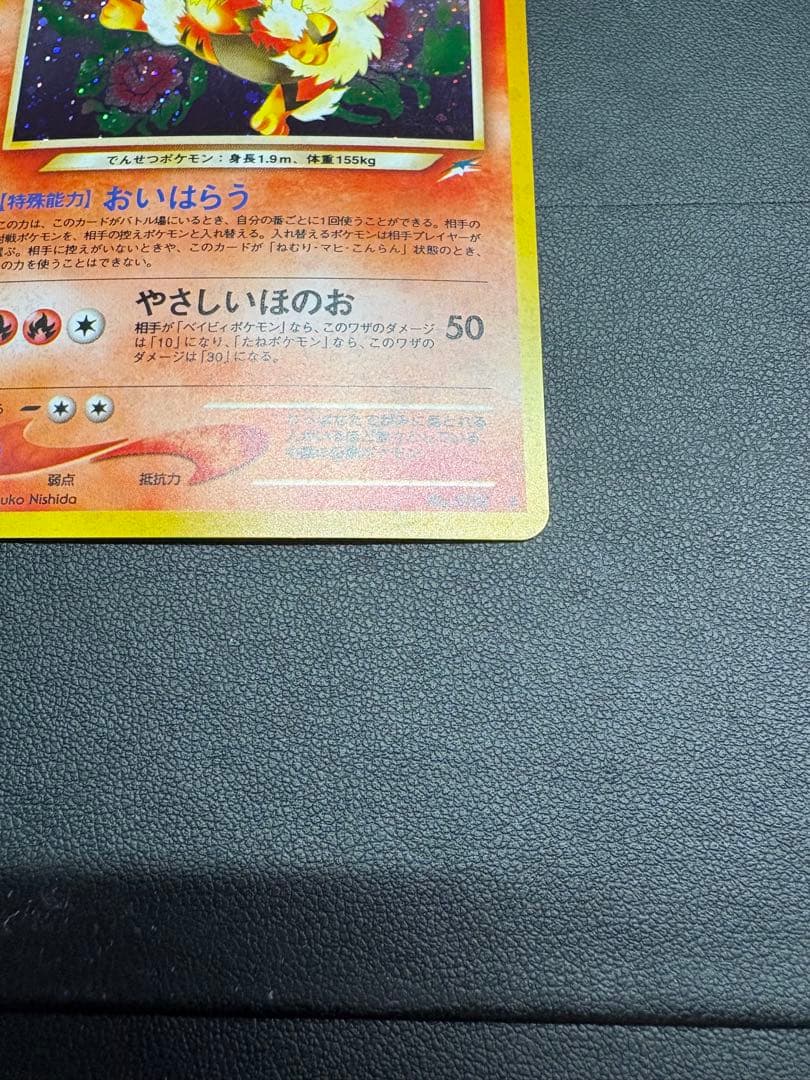 でんせつポケモン：身長1.9m、体重155kg
【特殊能力】おいはらう
この力は、このカードがバトル場にいるとき、自分の番ごとに1回使うことができる。相手の
対戦ポケモンを、相手の控えポケモンと入れ替える。入れ替えるポケモンは相手プレイヤーが
選ぶ。相手に控えがいないときや、このカードが「ねむり・マヒ・こんらん」状態のとき、
の力を使うことはできない。
やさしいほのお
相手が「ベイビィポケモン」なら、このワザのダメージ
は「10」になり、「たねポケモン」なら、このワザの
ダメージは「30」になる。
50
弱点
抵抗力
uko Nishida